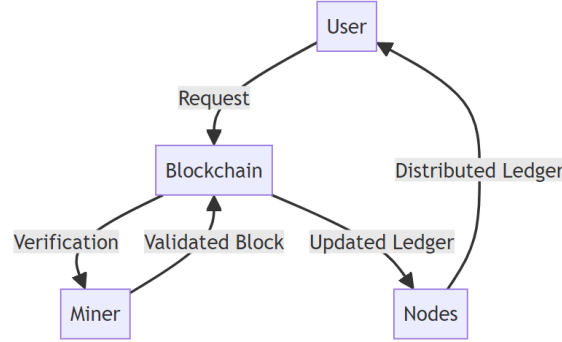 User
Request
Blockchain
Distributed Ledger
Verification
Validated Block
Updated Ledger
Miner
Nodes